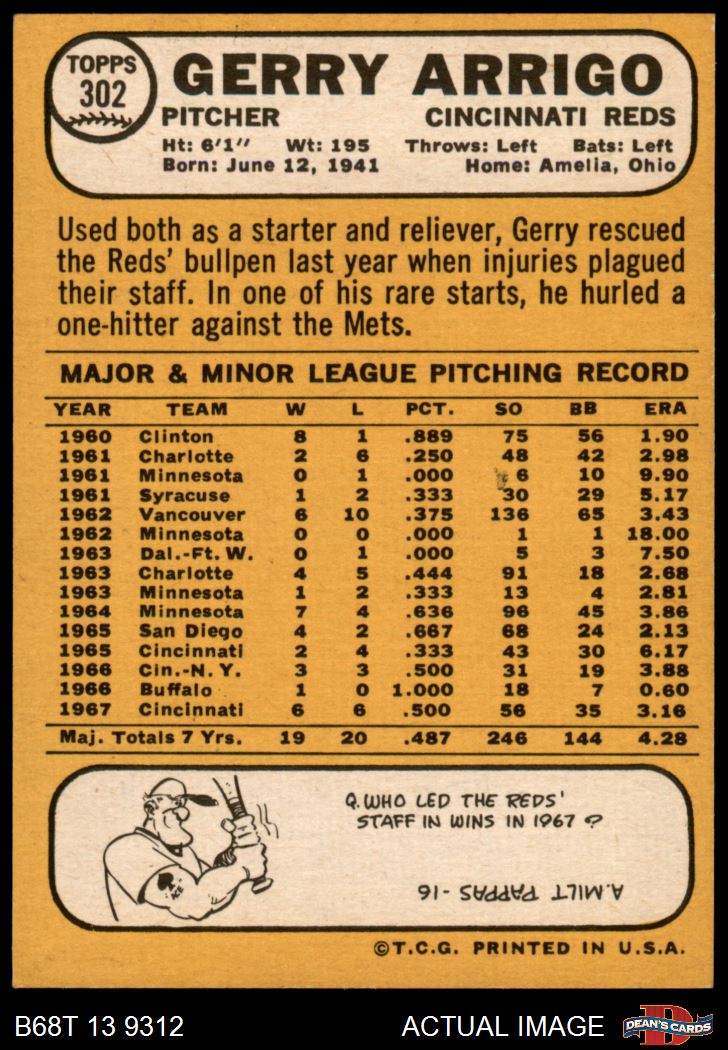 TOPPS
302
GERRY ARRIGO
PITCHER CINCINNATI REDS
Ht: 6'1" Wt: 195 Throws: Left Bats: Left
Born: June 12, 1941 Home: Amelia, Ohio
Used both as a starter and reliever, Gerry rescued
the Reds' bullpen last year when injuries plagued
their staff. In one of his rare starts, he hurled a
one-hitter against the Mets.
MAJOR & MINOR LEAGUE PITCHING RECORD
YEAR TEAM W L PCT. SO BB ERA
1960 Clinton 8 1 .889 75 56 1.90
1961 Charlotte 2 6 .250 48 42 2.98
1961 Minnesota 0 1 .000 6 10 9.90
1961 Syracuse 1 2 .333 30 29 5.17
1962 Vancouver 6 10 .375 136 65 3.43
1962 Minnesota 0 0 .000 1 1 18.00
1963 Dal.-Ft. W. 0 1 .000 5 3 7.50
1963 Charlotte 4 5 .444 91 18 2.68
1963 Minnesota 1 2 .333 13 4 2.81
1964 Minnesota 7 4 .636 96 45 3.86
1965 San Diego 4 2 .667 68 24 2.13
1965 Cincinnati 2 4 .333 43 30 6.17
1966 Cin.-N. Y. 3 3 .500 31 19 3.88
1966 Buffalo 1 0 1.000 18 7 0.60
1967 Cincinnati 6 6 .500 56 35 3.16
Maj. Totals 7 Yrs. 19 20 .487 246 144 4.28
Q. WHO LED THE REDS'
STAFF IN WINS IN 1967?
ACE
A. MILT PAPPAS - 16
©T.C.G. PRINTED IN U.S.A.
B68T 13 9312 ACTUAL IMAGE
D
DEAN'S CARDS